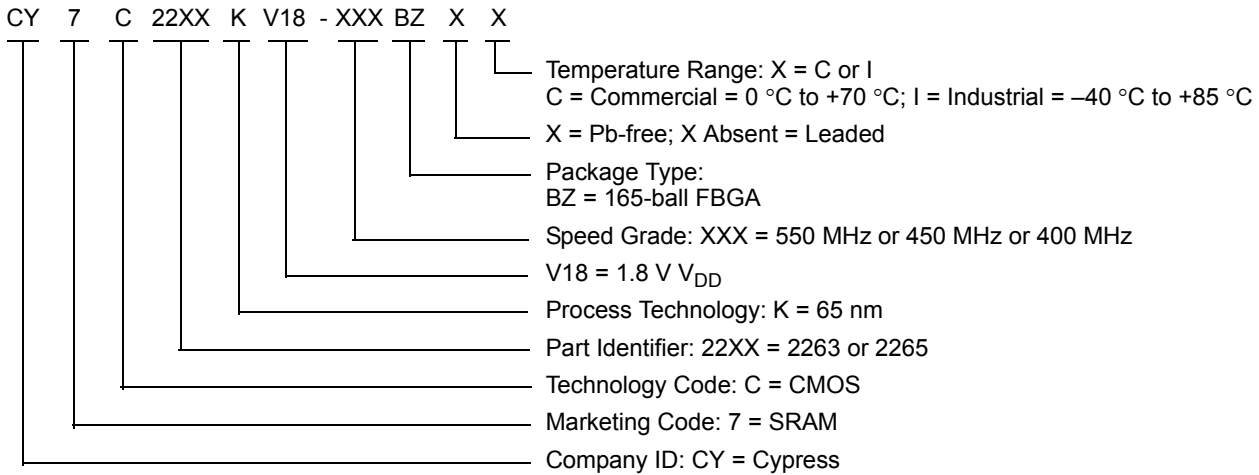 CY 7 C 22XX K V18 - XXX BZ X X
Temperature Range: X = C or I
C = Commercial = 0 °C to +70 °C; I = Industrial = –40 °C to +85 °C
X = Pb-free; X Absent = Leaded
Package Type:
BZ = 165-ball FBGA
Speed Grade: XXX = 550 MHz or 450 MHz or 400 MHz
V18 = 1.8 V VDD
Process Technology: K = 65 nm
Part Identifier: 22XX = 2263 or 2265
Technology Code: C = CMOS
Marketing Code: 7 = SRAM
Company ID: CY = Cypress